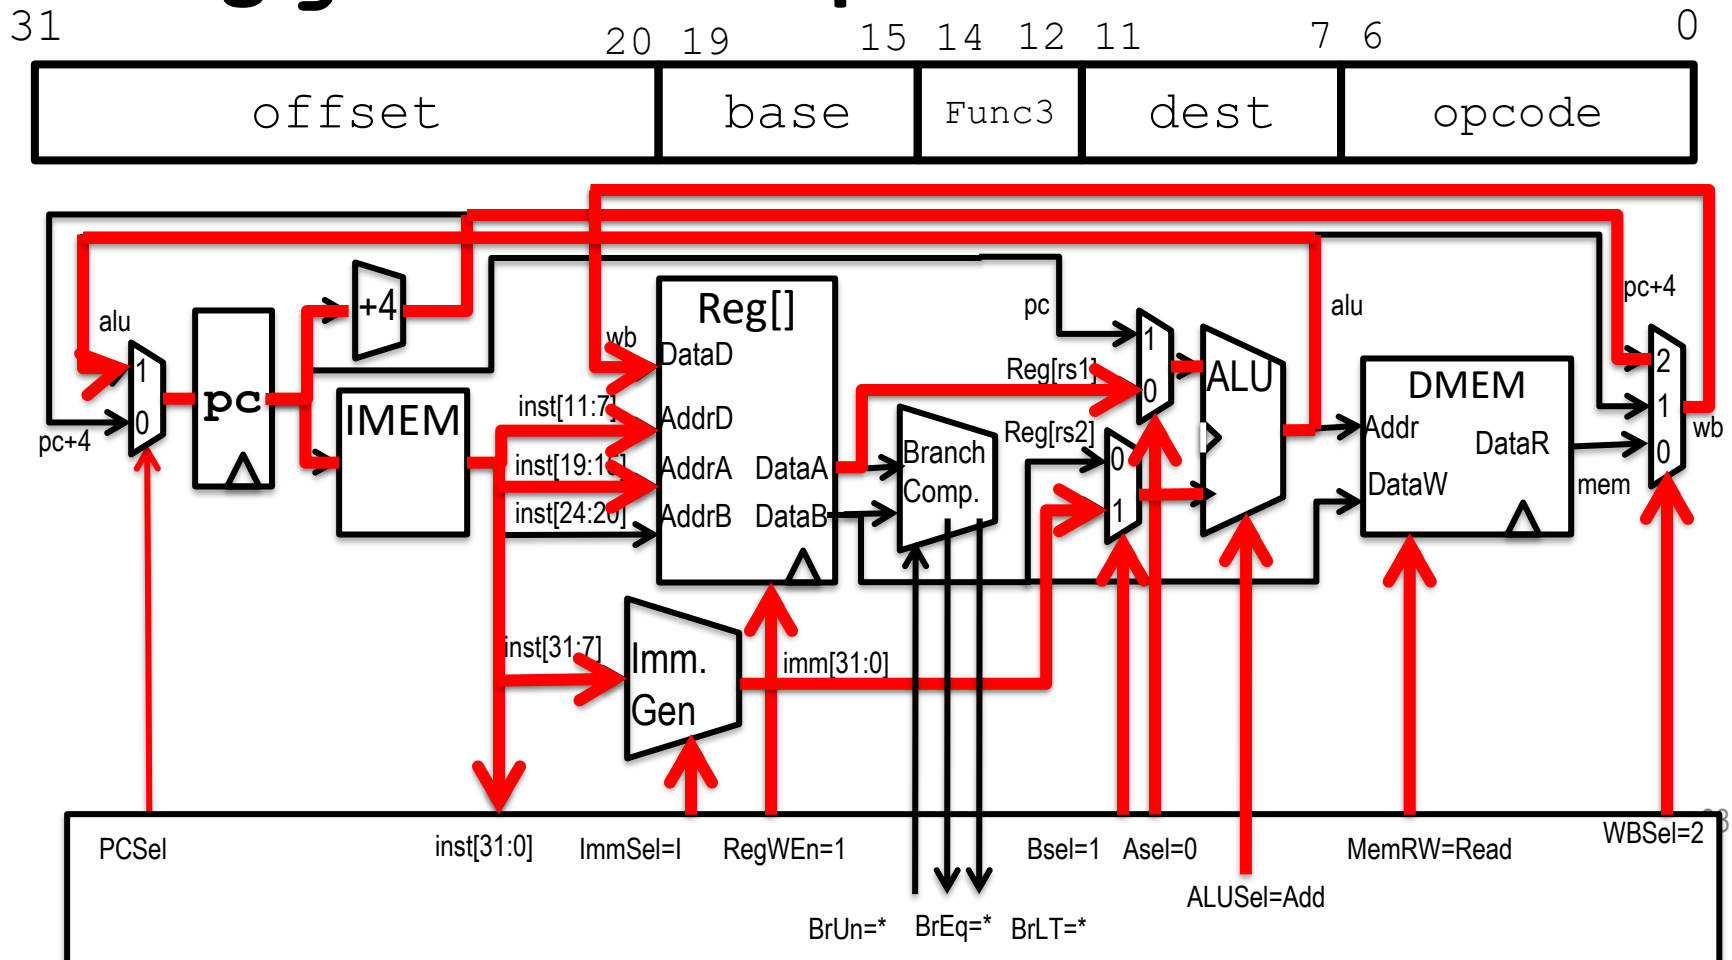 31 20 19 15 14 12 11 7 6 0
offset base Func3 dest opcode
alu
pc+4
1
0
pc
+4
IMEM
wb
inst[11:7]
inst[24:20]
Reg[]
DataD
AddrD
AddrA DataA
AddrB DataB
Branch
Comp.
pc
Reg[rs1]
Reg[rs2]
1
0
0
1
ALU
alu
DMEM
Addr
DataR
DataW
mem
pc+4
2
1
0
wb
inst[31:7]
Imm.
Gen
imm[31:0]
PCSel inst[31:0] ImmSel=I RegWEn=1 Bsel=1 Asel=0 MemRW=Read WBSel=2
ALUSel=Add
BrUn=* BrEq=* BrLT=*